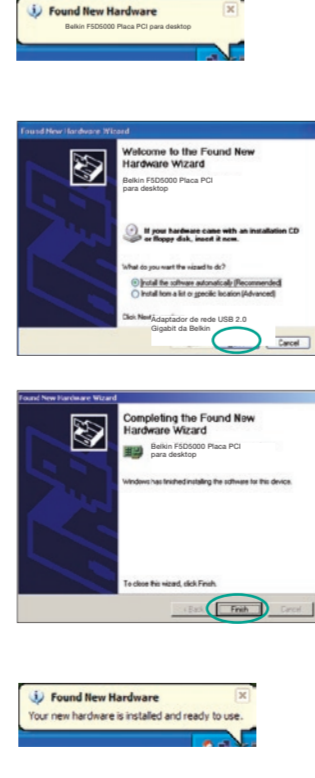 Found New Hardware
Belkin F5D5000 Placa PCI para desktop
Found New Hardware Wizard
Welcome to the Found New
Hardware Wizard
Belkin F5D5000 Placa PCI
para desktop
If your hardware came with an installation CD
or floppy disk, insert it now.
What do you want the wizard to do?
Install the software automatically (Recommended)
Install from a list or specific location (Advanced)
Click Next
Adaptador de rede USB 2.0
Gigabit da Belkin
Cancel
Found New Hardware Wizard
Completing the Found New
Hardware Wizard
Belkin F5D5000 Placa PCI
para desktop
Windows has finished installing the software for this device.
To close this wizard, click Finish.
< Back Finish Cancel
Found New Hardware
Your new hardware is installed and ready to use.